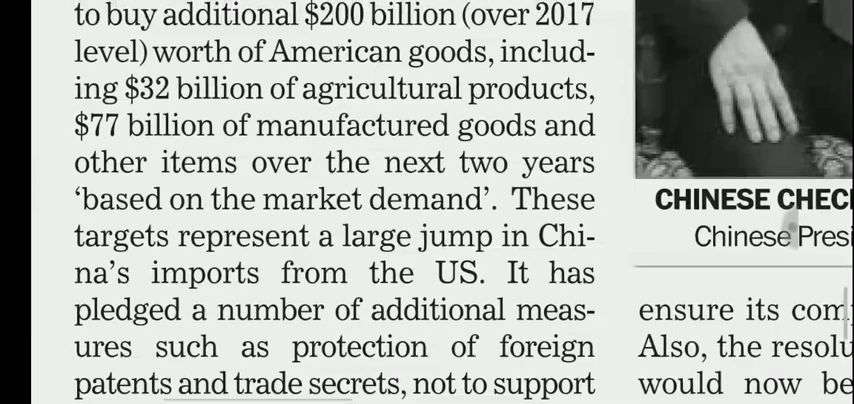 to buy additional $200 billion (over 2017
level) worth of American goods, includ-
ing $32 billion of agricultural products,
$77 billion of manufactured goods and
other items over the next two years
‘based on the market demand’. These
targets represent a large jump in Chi-
na’s imports from the US. It has
pledged a number of additional meas-
ures such as protection of foreign
patents and trade secrets, not to support
CHINESE
Chinese
ensure its
Also, the
would now